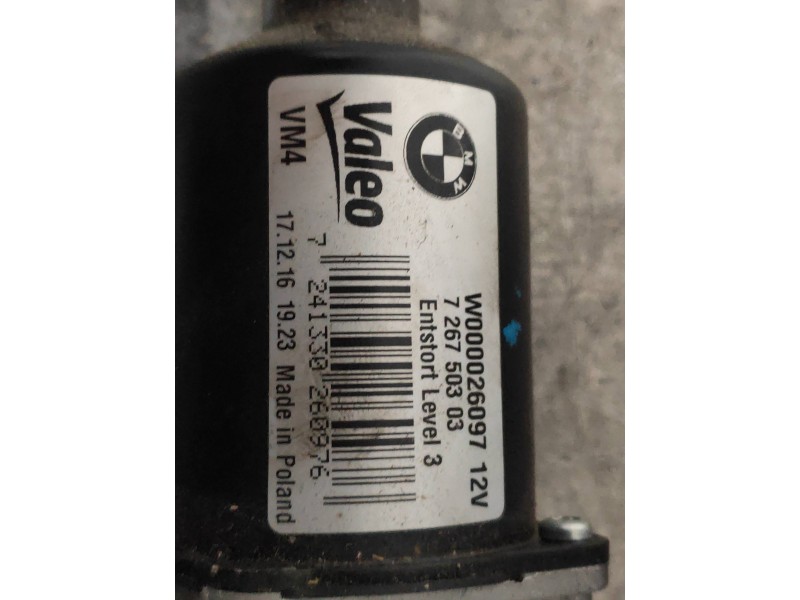 BMW
W000026097 12V
7 267 503 03
Entstort Level 3
Valeo
7 241330 260976
VM4
17.12.16 19.23 Made in Poland